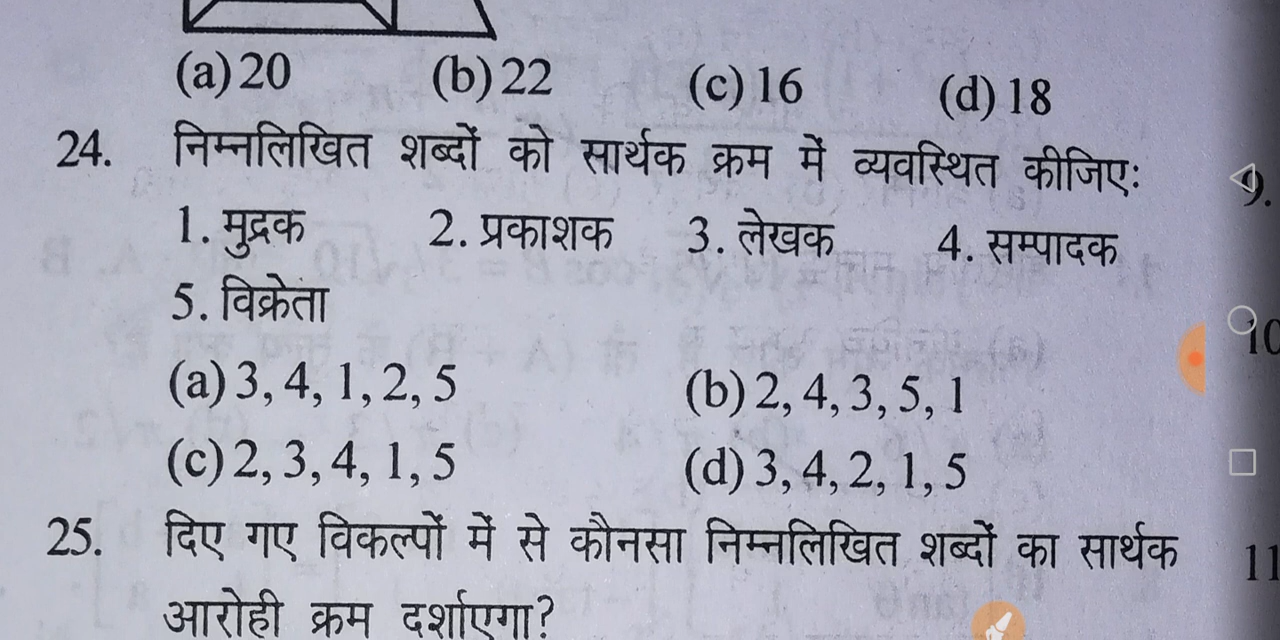 (a) 20 (b) 22 (c) 16 (d) 18
24. निम्नलिखित शब्दों को सार्थक क्रम में व्यवस्थित कीजिए:
1. मुद्रक 2. प्रकाशक 3. लेखक 4. सम्पादक
5. विक्रेता
(a) 3, 4, 1, 2, 5 (b) 2, 4, 3, 5, 1
(c) 2, 3, 4, 1, 5 (d) 3, 4, 2, 1, 5
25. दिए गए विकल्पों में से कौनसा निम्नलिखित शब्दों का सार्थक
आरोही क्रम दर्शाएगा?
9.
10
11